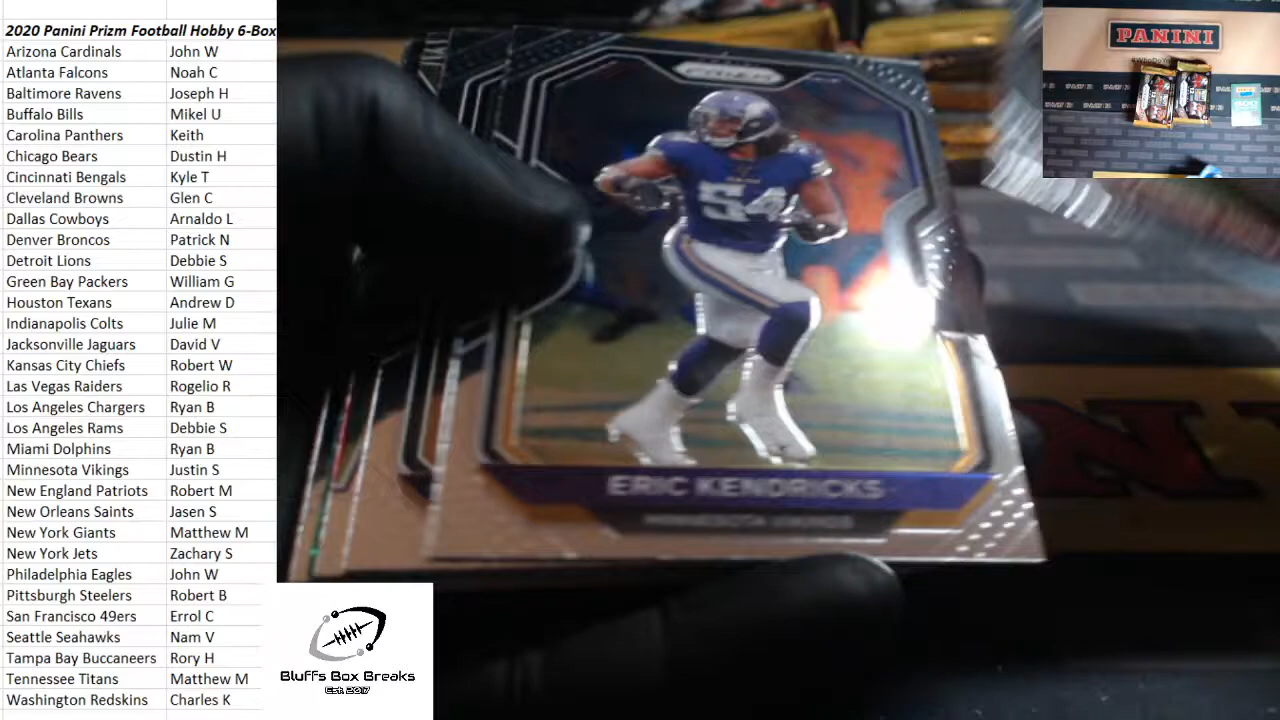 2020 Panini Prizm Football Hobby 6-Box
Arizona Cardinals John W
Atlanta Falcons Noah C
Baltimore Ravens Joseph H
Buffalo Bills Mikel U
Carolina Panthers Keith
Chicago Bears Dustin H
Cincinnati Bengals Kyle T
Cleveland Browns Glen C
Dallas Cowboys Arnaldo L
Denver Broncos Patrick N
Detroit Lions Debbie S
Green Bay Packers William G
Houston Texans Andrew D
Indianapolis Colts Julie M
Jacksonville Jaguars David V
Kansas City Chiefs Robert W
Las Vegas Raiders Rogelio R
Los Angeles Chargers Ryan B
Los Angeles Rams Debbie S
Miami Dolphins Ryan B
Minnesota Vikings Justin S
New England Patriots Robert M
New Orleans Saints Jasen S
New York Giants Matthew M
New York Jets Zachary S
Philadelphia Eagles John W
Pittsburgh Steelers Robert B
San Francisco 49ers Errol C
Seattle Seahawks Nam V
Tampa Bay Buccaneers Rory H
Tennessee Titans Matthew M
Washington Redskins Charles K
PRIZM
54
ERIC KENDRICKS
MINNESOTA VIKINGS
PANINI
Bluffs Box Breaks
Est. 2017